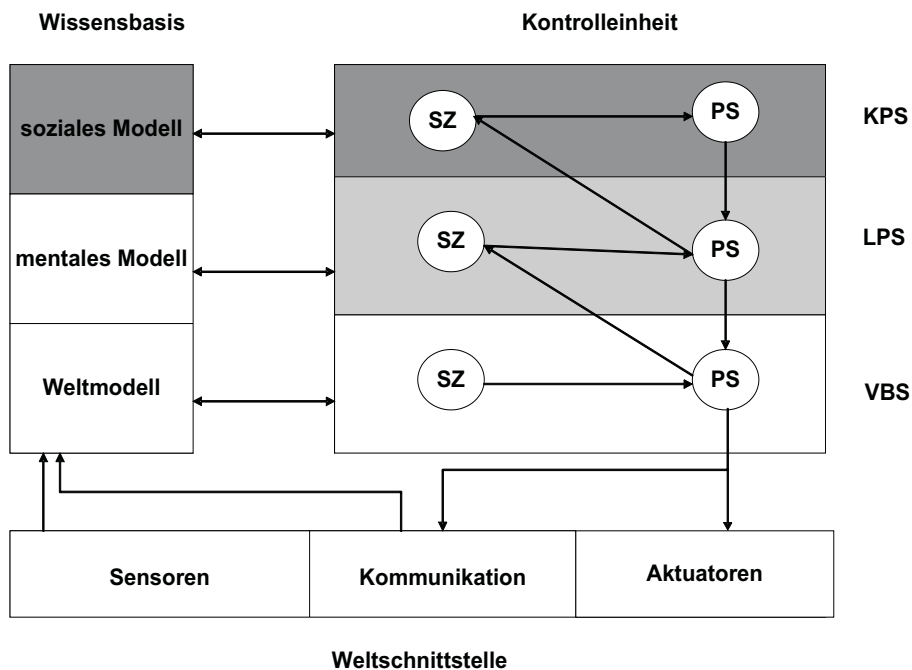 Wissensbasis
Kontrolleinheit
soziales Modell
SZ
PS
KPS
mentales Modell
SZ
PS
LPS
Weltmodell
SZ
PS
VBS
Sensoren
Kommunikation
Aktuatoren
Weltschnittstelle